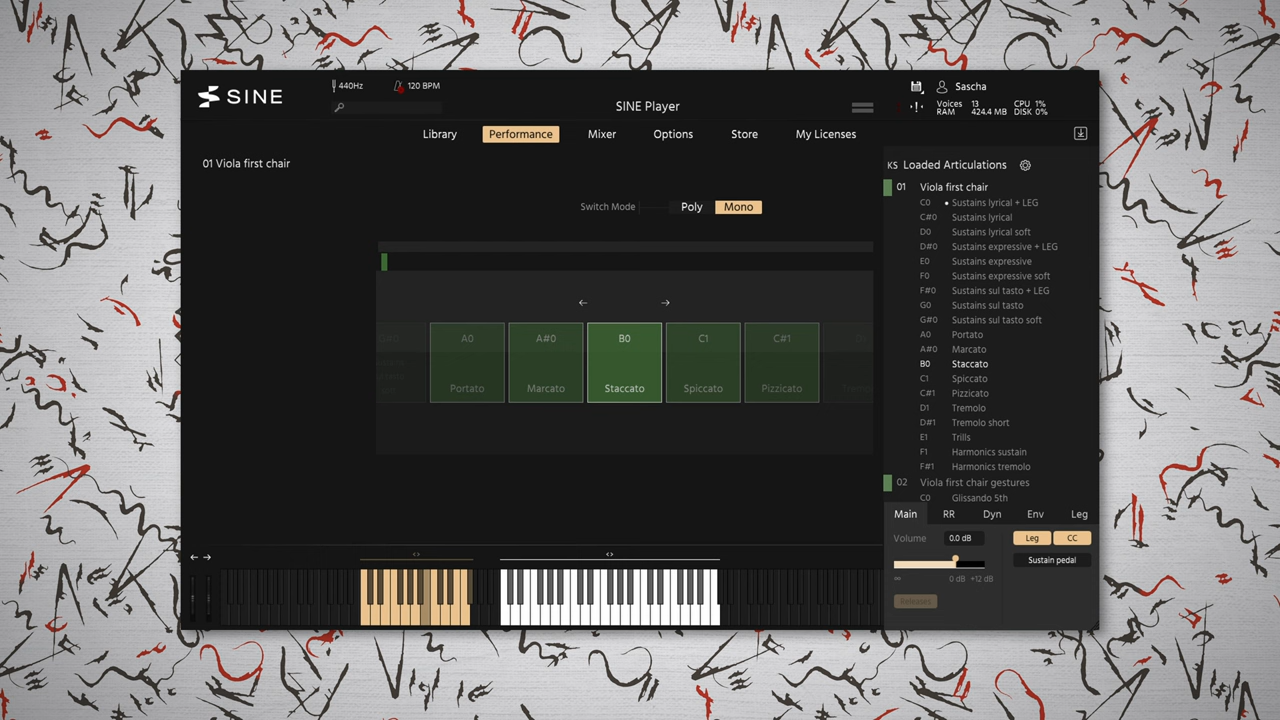 SINE
440Hz
120 BPM
SINE Player
Sascha
Voices 13 CPU 1%
RAM 424.4 MB DISK 0%
Library Performance Mixer Options Store My Licenses
01 Viola first chair
Switch Mode Poly Mono
A0 A#0 B0 C1 C#1
Portato Marcato Staccato Spiccato Pizzicato
KS Loaded Articulations
01 Viola first chair
C0 Sustains lyrical + LEG
C#0 Sustains lyrical
D0 Sustains lyrical soft
D#0 Sustains expressive + LEG
E0 Sustains expressive
F0 Sustains expressive soft
F#0 Sustains sul tasto + LEG
G0 Sustains sul tasto
G#0 Sustains sul tasto soft
A0 Portato
A#0 Marcato
B0 Staccato
C1 Spiccato
C#1 Pizzicato
D1 Tremolo
D#1 Tremolo short
E1 Trills
F1 Harmonics sustain
F#1 Harmonics tremolo
02 Viola first chair gestures
C0 Glissando 5th
Main RR Dyn Env Leg
Volume 0.0 dB Leg CC
Sustain pedal
∞ 0 dB +12 dB
Releases